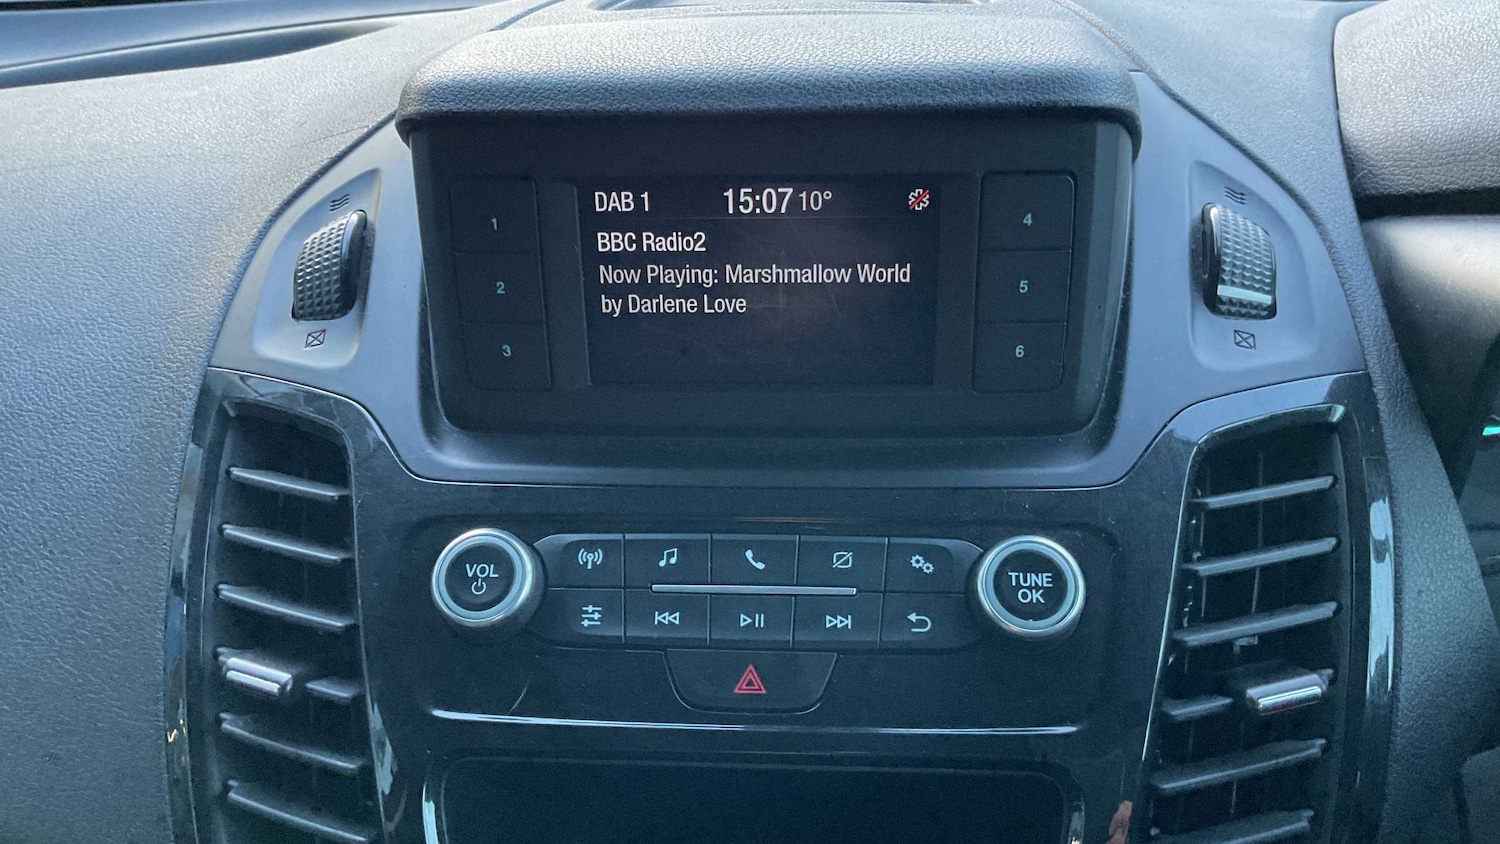 DAB 1 15:07 10°
BBC Radio2
Now Playing: Marshmallow World
by Darlene Love
1
2
3
4
5
6
VOL
TUNE
OK